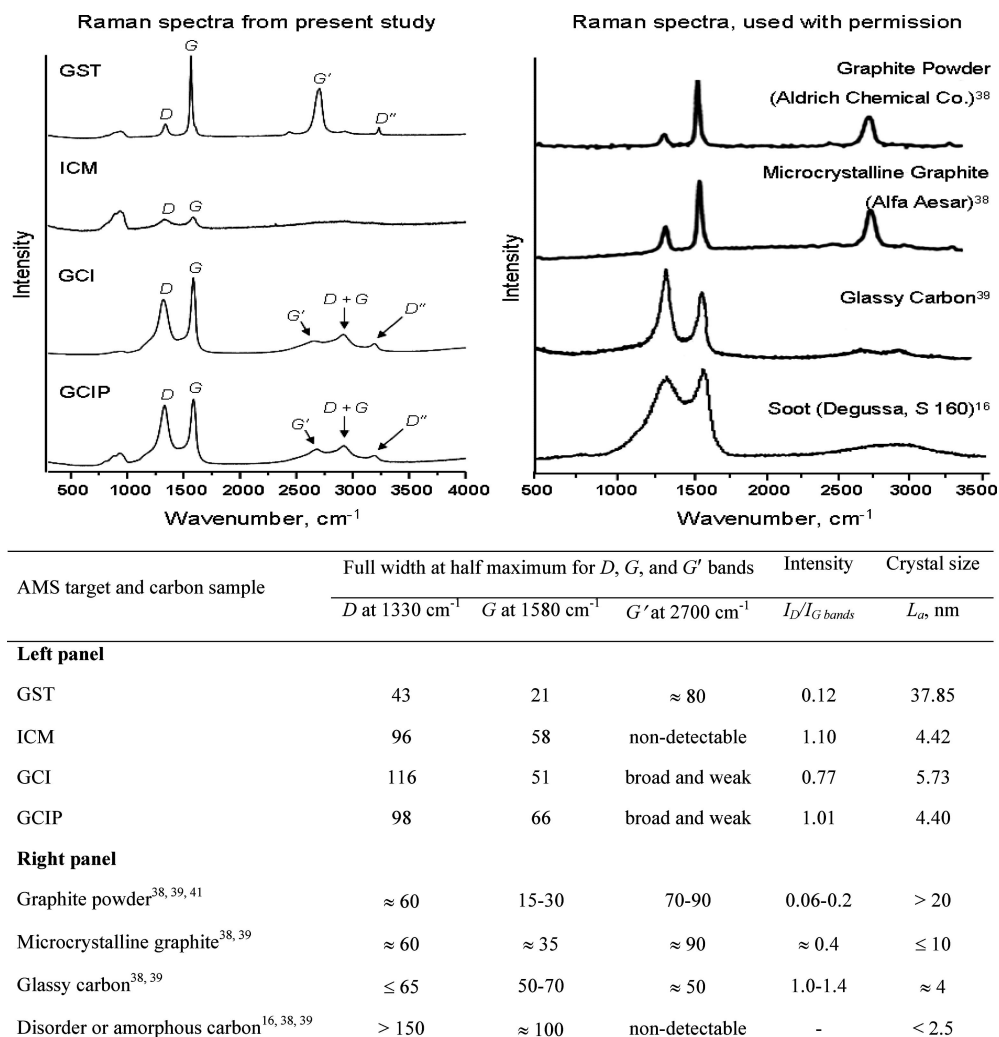 Raman spectra from present study
GST
D
G
G′
D″
ICM
D
G
GCI
D
G
G′
D + G
D″
GCIP
D
G
G′
D + G
D″
Intensity
500 1000 1500 2000 2500 3000 3500 4000
Wavenumber, cm-1
Raman spectra, used with permission
Graphite Powder
(Aldrich Chemical Co.)38
Microcrystalline Graphite
(Alfa Aesar)38
Glassy Carbon39
Soot (Degussa, S 160)16
Intensity
500 1000 1500 2000 2500 3000 3500
Wavenumber, cm-1
AMS target and carbon sample
Full width at half maximum for D, G, and G′ bands Intensity Crystal size
D at 1330 cm-1 G at 1580 cm-1 G′ at 2700 cm-1 ID/IG bands La, nm
Left panel
GST 43 21 ≈ 80 0.12 37.85
ICM 96 58 non-detectable 1.10 4.42
GCI 116 51 broad and weak 0.77 5.73
GCIP 98 66 broad and weak 1.01 4.40
Right panel
Graphite powder38, 39, 41 ≈ 60 15-30 70-90 0.06-0.2 > 20
Microcrystalline graphite38, 39 ≈ 60 ≈ 35 ≈ 90 ≈ 0.4 ≤ 10
Glassy carbon38, 39 ≤ 65 50-70 ≈ 50 1.0-1.4 ≈ 4
Disorder or amorphous carbon16, 38, 39 > 150 ≈ 100 non-detectable - < 2.5